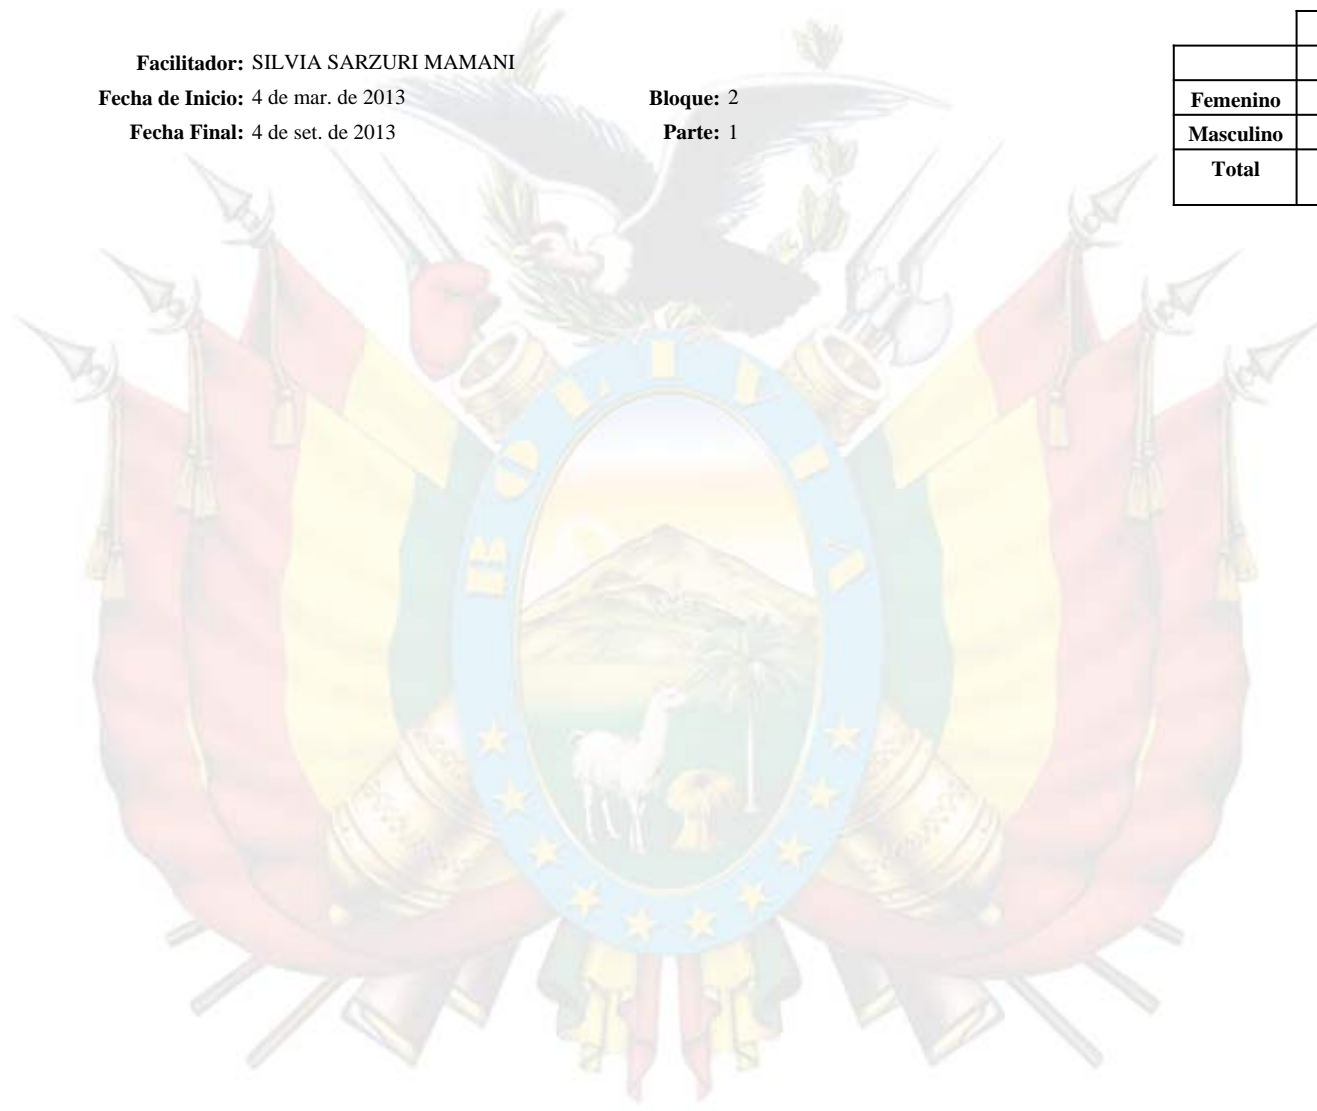 Facilitador: SILVIA SARZURI MAMANI
Fecha de Inicio: 4 de mar. de 2013 Bloque: 2
Fecha Final: 4 de set. de 2013 Parte: 1
Femenino
Masculino
Total
BOLIVIA